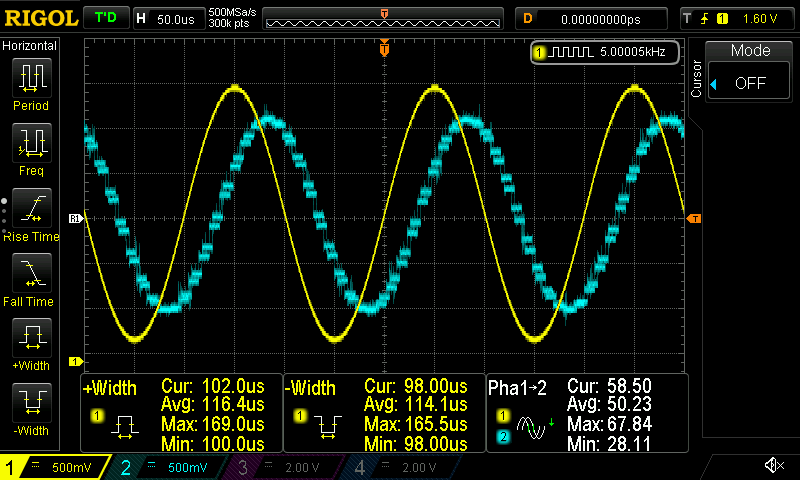 RIGOL T'D H 50.0us 500MSa/s 300k pts T D 0.00000000ps T 1 1.60 V
Horizontal
Period
Freq
Rise Time
Fall Time
+Width
-Width
T
1 5.00005kHz
T
1
+Width
1
Cur: 102.0us
Avg: 116.4us
Max: 169.0us
Min: 100.0us
-Width
1
Cur: 98.00us
Avg: 114.1us
Max: 165.5us
Min: 98.00us
Pha1→2
1
2
Cur: 58.50
Avg: 50.23
Max: 67.84
Min: 28.11
Cursor
Mode
OFF
1 500mV 2 500mV 3 2.00 V 4 2.00 V